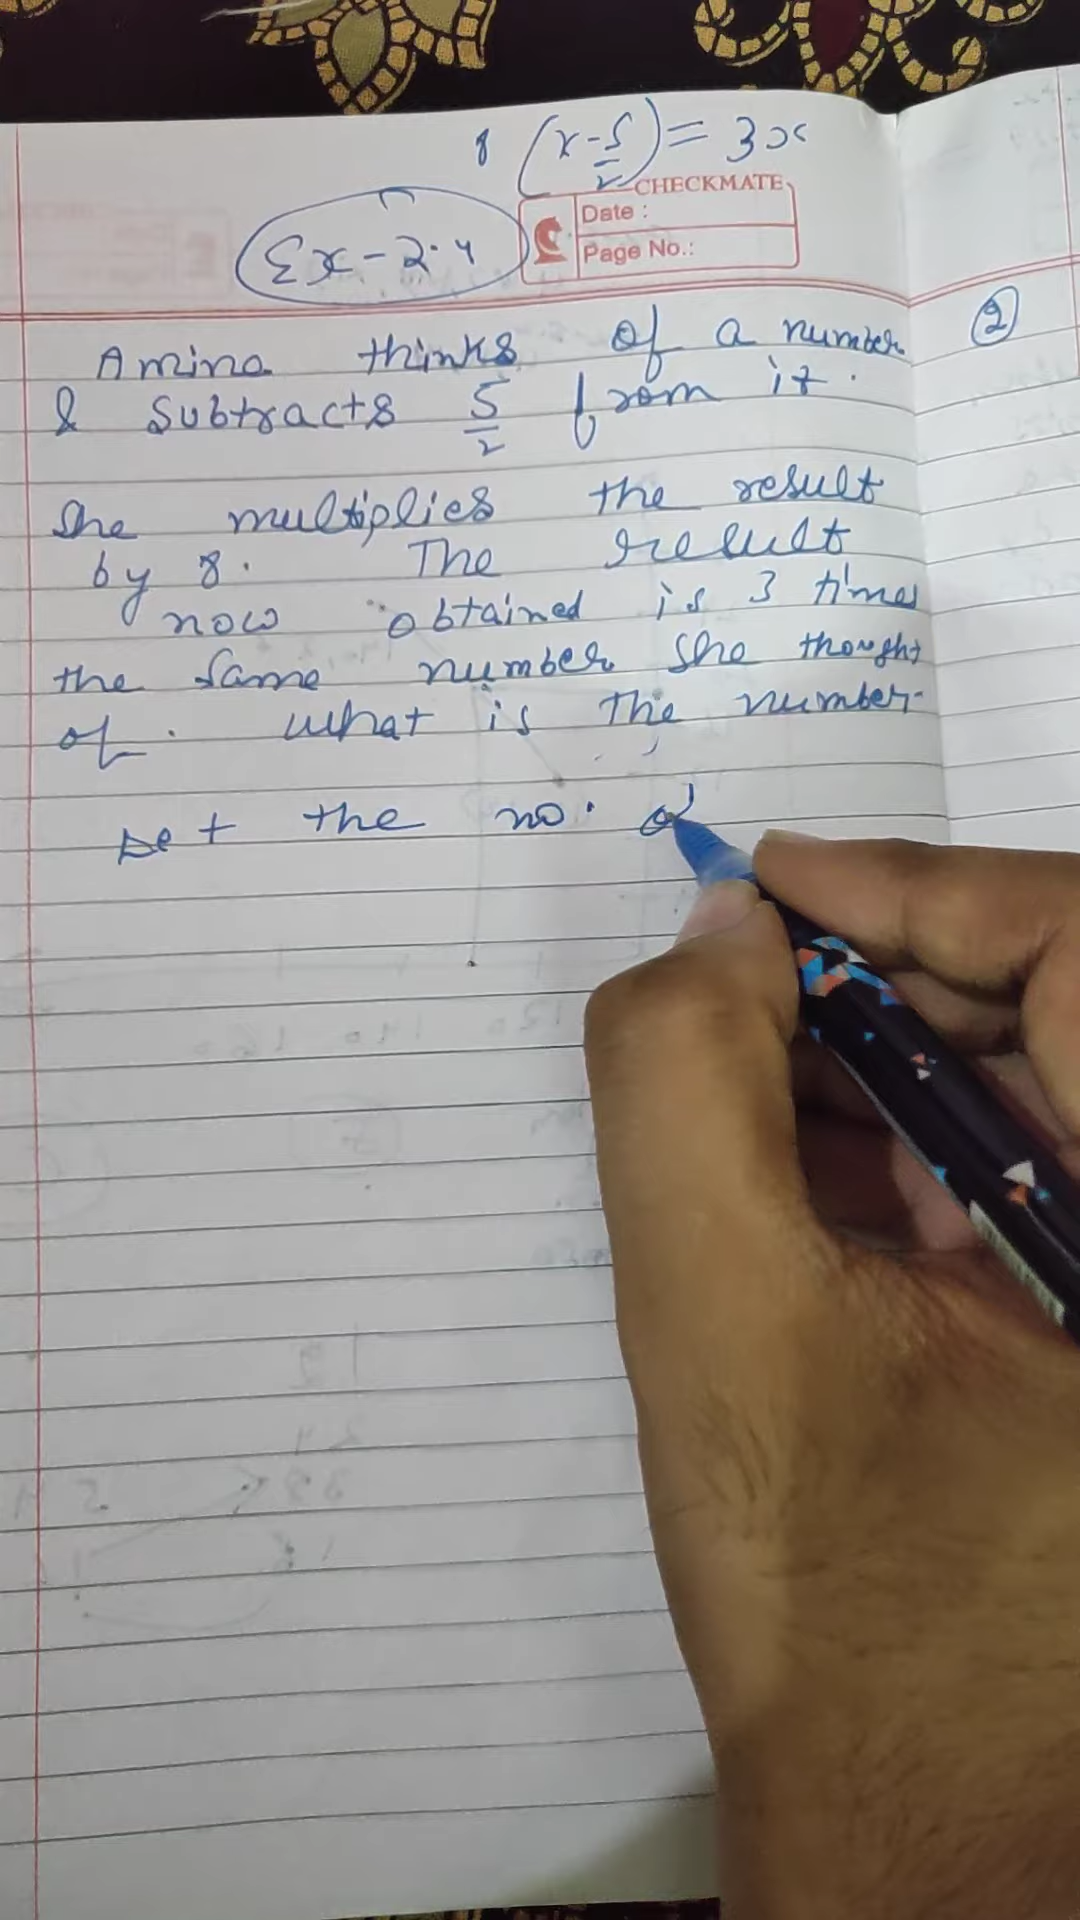 8 (x - 5/2) = 3x
CHECKMATE
Date :
Page No.:
Ex - 2.4
Amina thinks of a number ②
& subtracts 5/2 from it.
She multiplies the result
by 8. The result
now obtained is 3 times
the same number she thought
of. what is the number
Let the no.